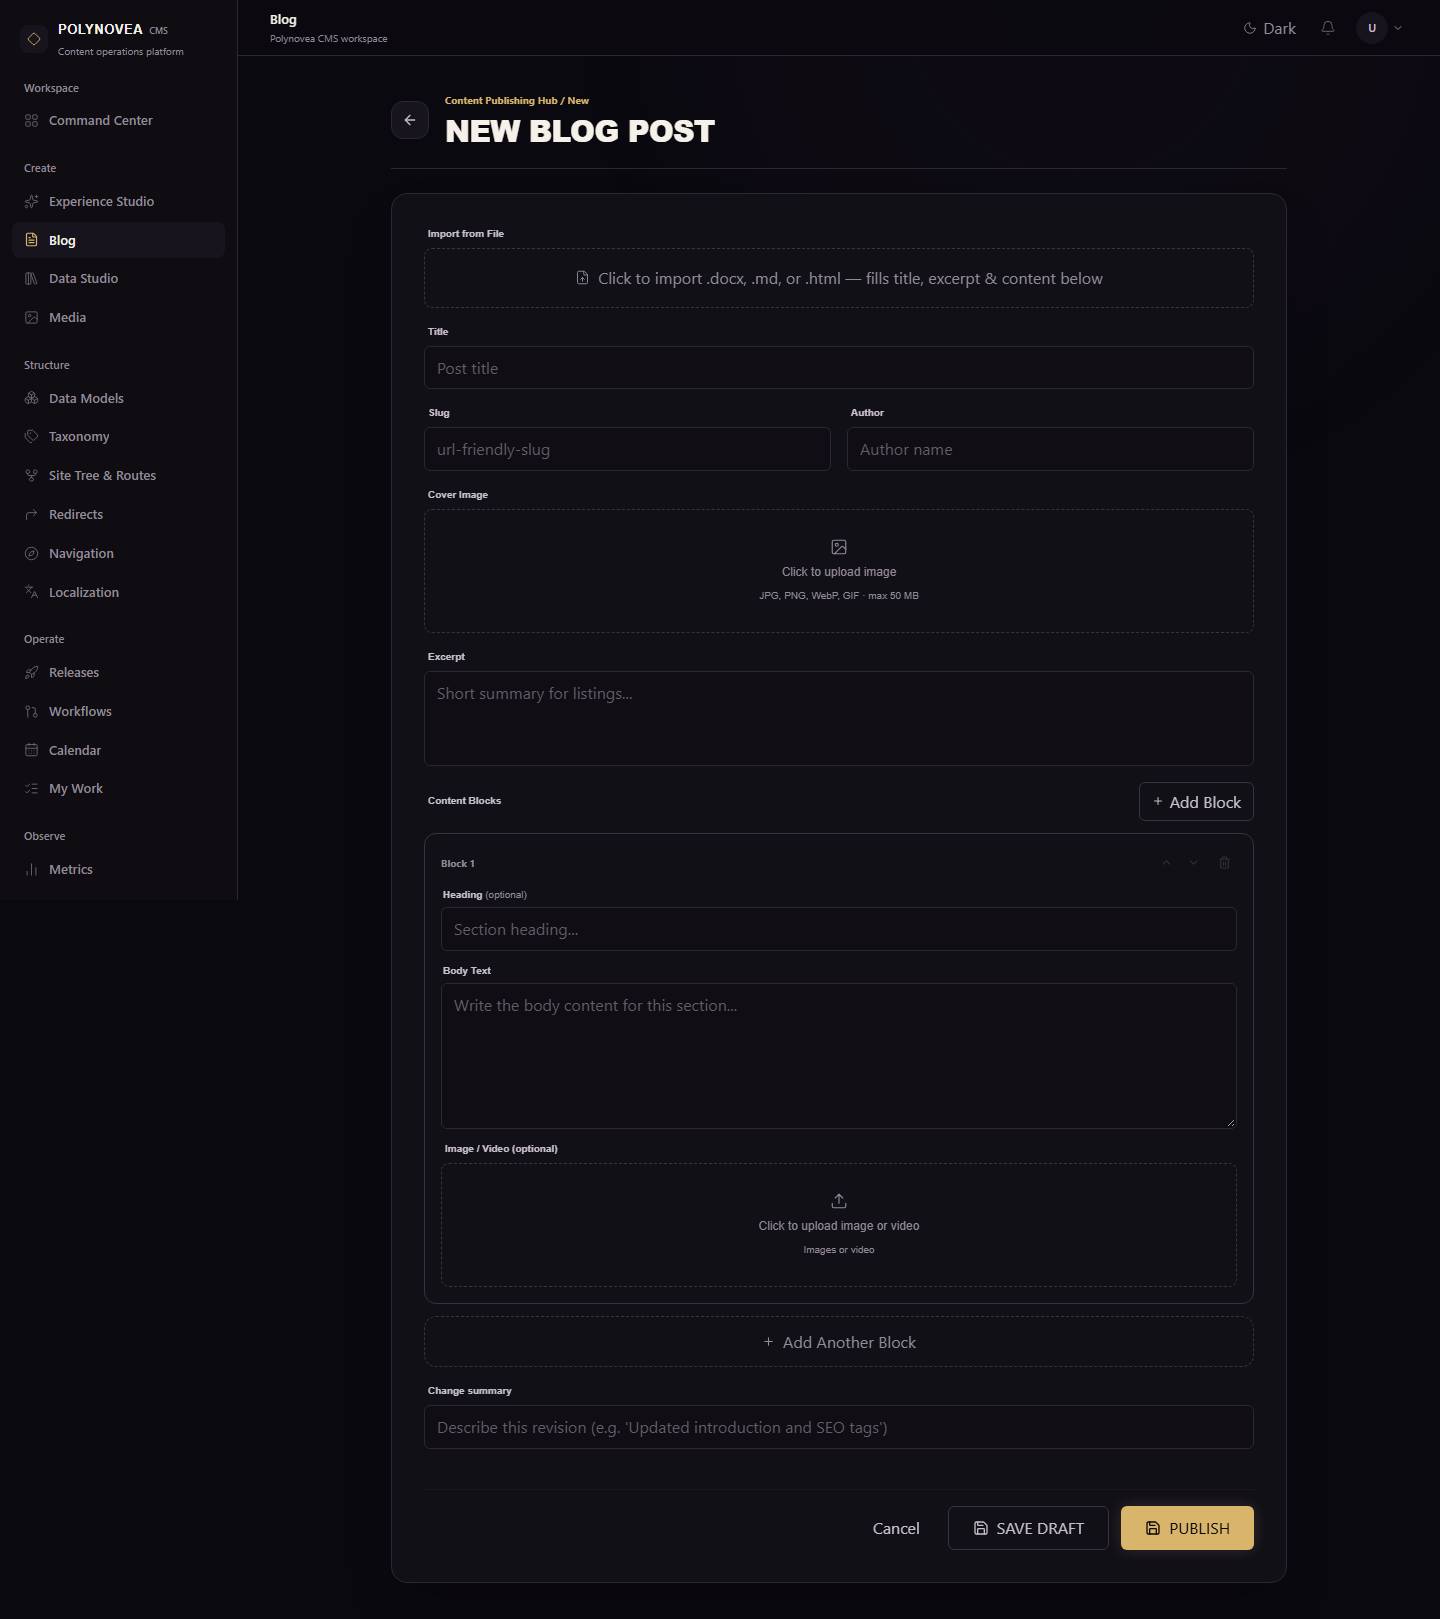 POLYNOVEA CMS
Content operations platform
Workspace
Command Center
Create
Experience Studio
Blog
Data Studio
Media
Structure
Data Models
Taxonomy
Site Tree & Routes
Redirects
Navigation
Localization
Operate
Releases
Workflows
Calendar
My Work
Observe
Metrics
Blog
Polynovea CMS workspace
Dark
U
Content Publishing Hub / New
NEW BLOG POST
Import from File
Click to import .docx, .md, or .html — fills title, excerpt & content below
Title
Post title
Slug
Author
url-friendly-slug
Author name
Cover Image
Click to upload image
JPG, PNG, WebP, GIF · max 50 MB
Excerpt
Short summary for listings...
Content Blocks
+ Add Block
Block 1
Heading (optional)
Section heading...
Body Text
Write the body content for this section...
Image / Video (optional)
Click to upload image or video
Images or video
+ Add Another Block
Change summary
Describe this revision (e.g. 'Updated introduction and SEO tags')
Cancel
SAVE DRAFT
PUBLISH